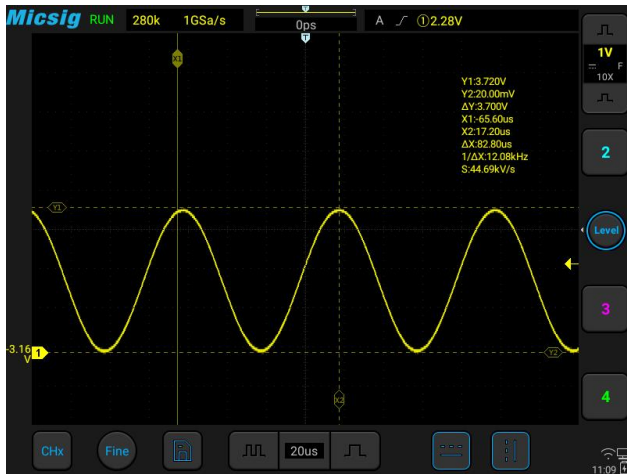 Micsig RUN 280k 1GSa/s 0ps A ①2.28V
T
T
1V
F
10X
X1
Y1:3.720V
Y2:20.00mV
ΔY:3.700V
X1:-65.60us
X2:17.20us
ΔX:82.80us
1/ΔX:12.08kHz
S:44.69kV/s
2
Y1
Level
3
-3.16
V
1
Y2
X2
4
CHx Fine 20us
11:09